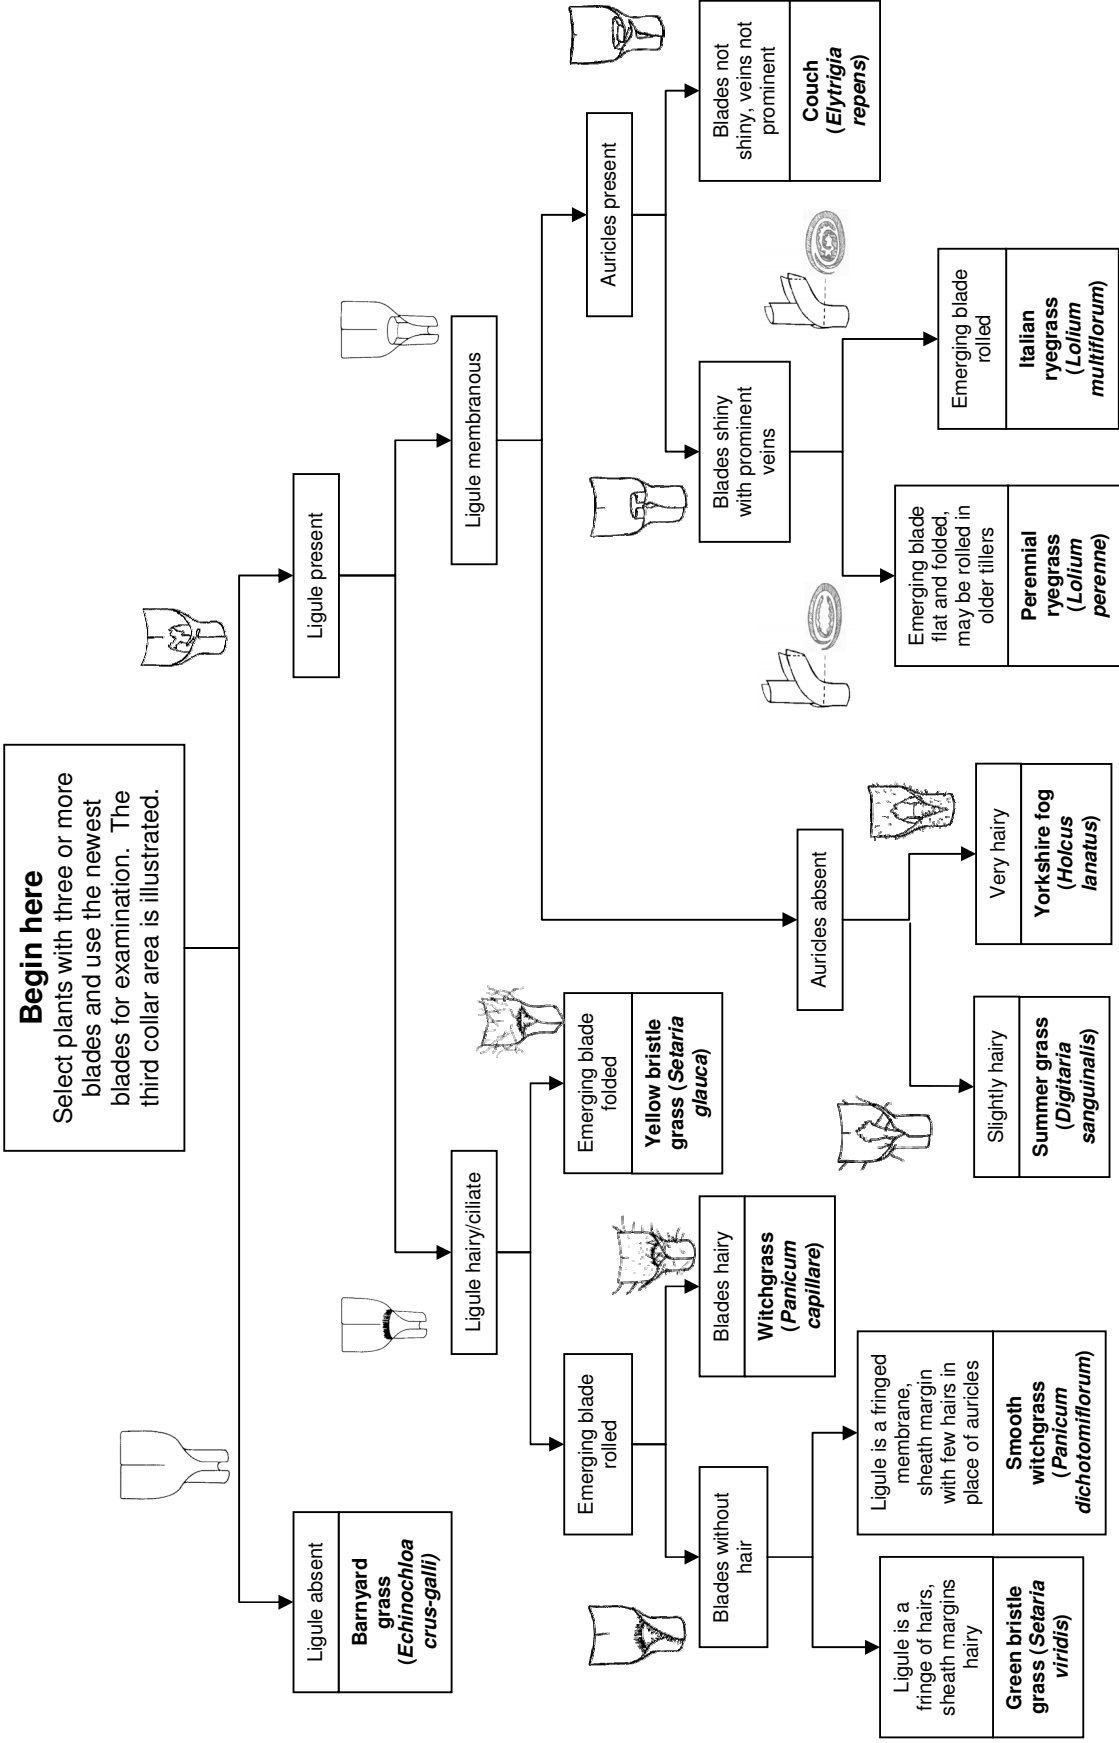 Begin here
Select plants with three or more
blades and use the newest
blades for examination. The
third collar area is illustrated.
Ligule absent
Barnyard
grass
(Echinochloa
crus-galli)
Ligule present
Ligule hairy/ciliate
Ligule membranous
Emerging blade
rolled
Emerging blade
folded
Yellow bristle
grass (Setaria
glauca)
Blades without
hair
Blades hairy
Witchgrass
(Panicum
capillare)
Ligule is a
fringe of hairs,
sheath margins
hairy
Green bristle
grass (Setaria
viridis)
Ligule is a fringed
membrane,
sheath margin
with few hairs in
place of auricles
Smooth
witchgrass
(Panicum
dichotomiflorum)
Auricles absent
Slightly hairy
Summer grass
(Digitaria
sanguinalis)
Very hairy
Yorkshire fog
(Holcus
lanatus)
Auricles present
Blades shiny
with prominent
veins
Emerging blade
flat and folded,
may be rolled in
older tillers
Perennial
ryegrass
(Lolium
perenne)
Emerging blade
rolled
Italian
ryegrass
(Lolium
multiflorum)
Blades not
shiny, veins not
prominent
Couch
(Elytrigia
repens)